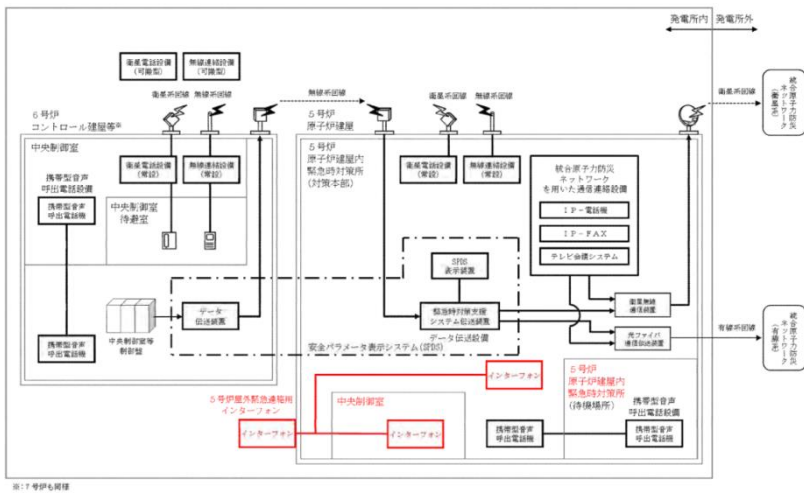 発電所内 発電所外
衛星電話設備
(可搬型)
無線連絡設備
(可搬型)
衛星系回線
無線系回線
無線系回線
衛星系回線
無線系回線
衛星系回線
統合原子力防災
ネットワーク
(衛星系)
6号炉
コントロール建屋等※
5号炉
原子炉建屋
中央制御室
衛星電話設備
(常設)
無線連絡設備
(常設)
5号炉
原子炉建屋内
緊急時対策所
(対策本部)
衛星電話設備
(常設)
無線連絡設備
(常設)
統合原子力防災
ネットワーク
を用いた通信連絡設備
IP-電話機
IP-FAX
テレビ会議システム
携帯型音声
呼出電話設備
携帯型音声
呼出電話機
中央制御室
待避室
SPDS
表示装置
データ
伝送装置
緊急時対策支援
システム伝送装置
データ伝送設備
衛星無線
通信装置
光ファイバ
通信伝送装置
有線系回線
統合原子力防災
ネットワーク
(有線系)
携帯型音声
呼出電話機
中央制御室等
制御盤
安全パラメータ表示システム(SPDS)
5号炉屋外緊急連絡用
インターフォン
インターフォン
中央制御室
インターフォン
インターフォン
5号炉
原子炉建屋内
緊急時対策所
(待機場所)
携帯型音声
呼出電話設備
携帯型音声
呼出電話機
携帯型音声
呼出電話機
※:7号炉も同様